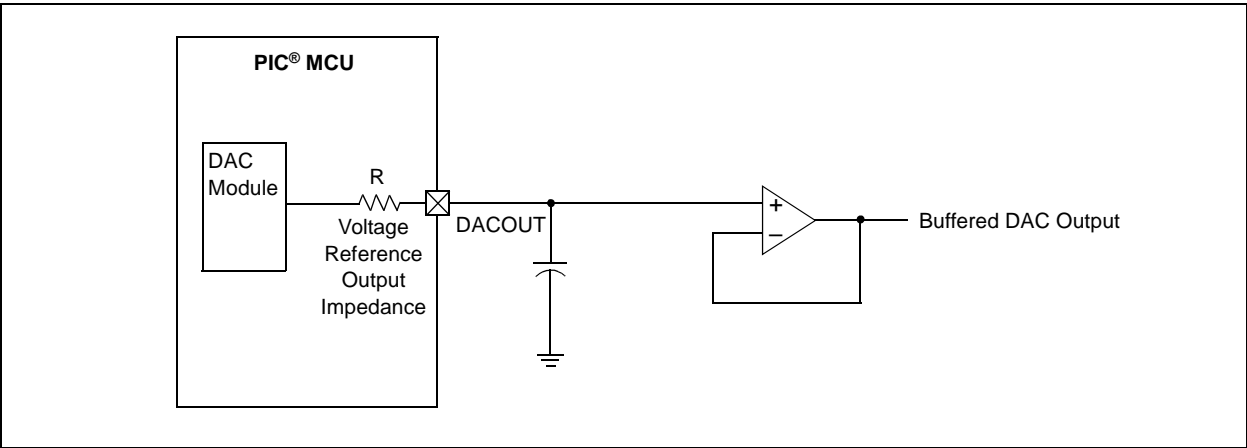 PIC® MCU
DAC
Module
R
Voltage
Reference
Output
Impedance
DACOUT
+
–
Buffered DAC Output